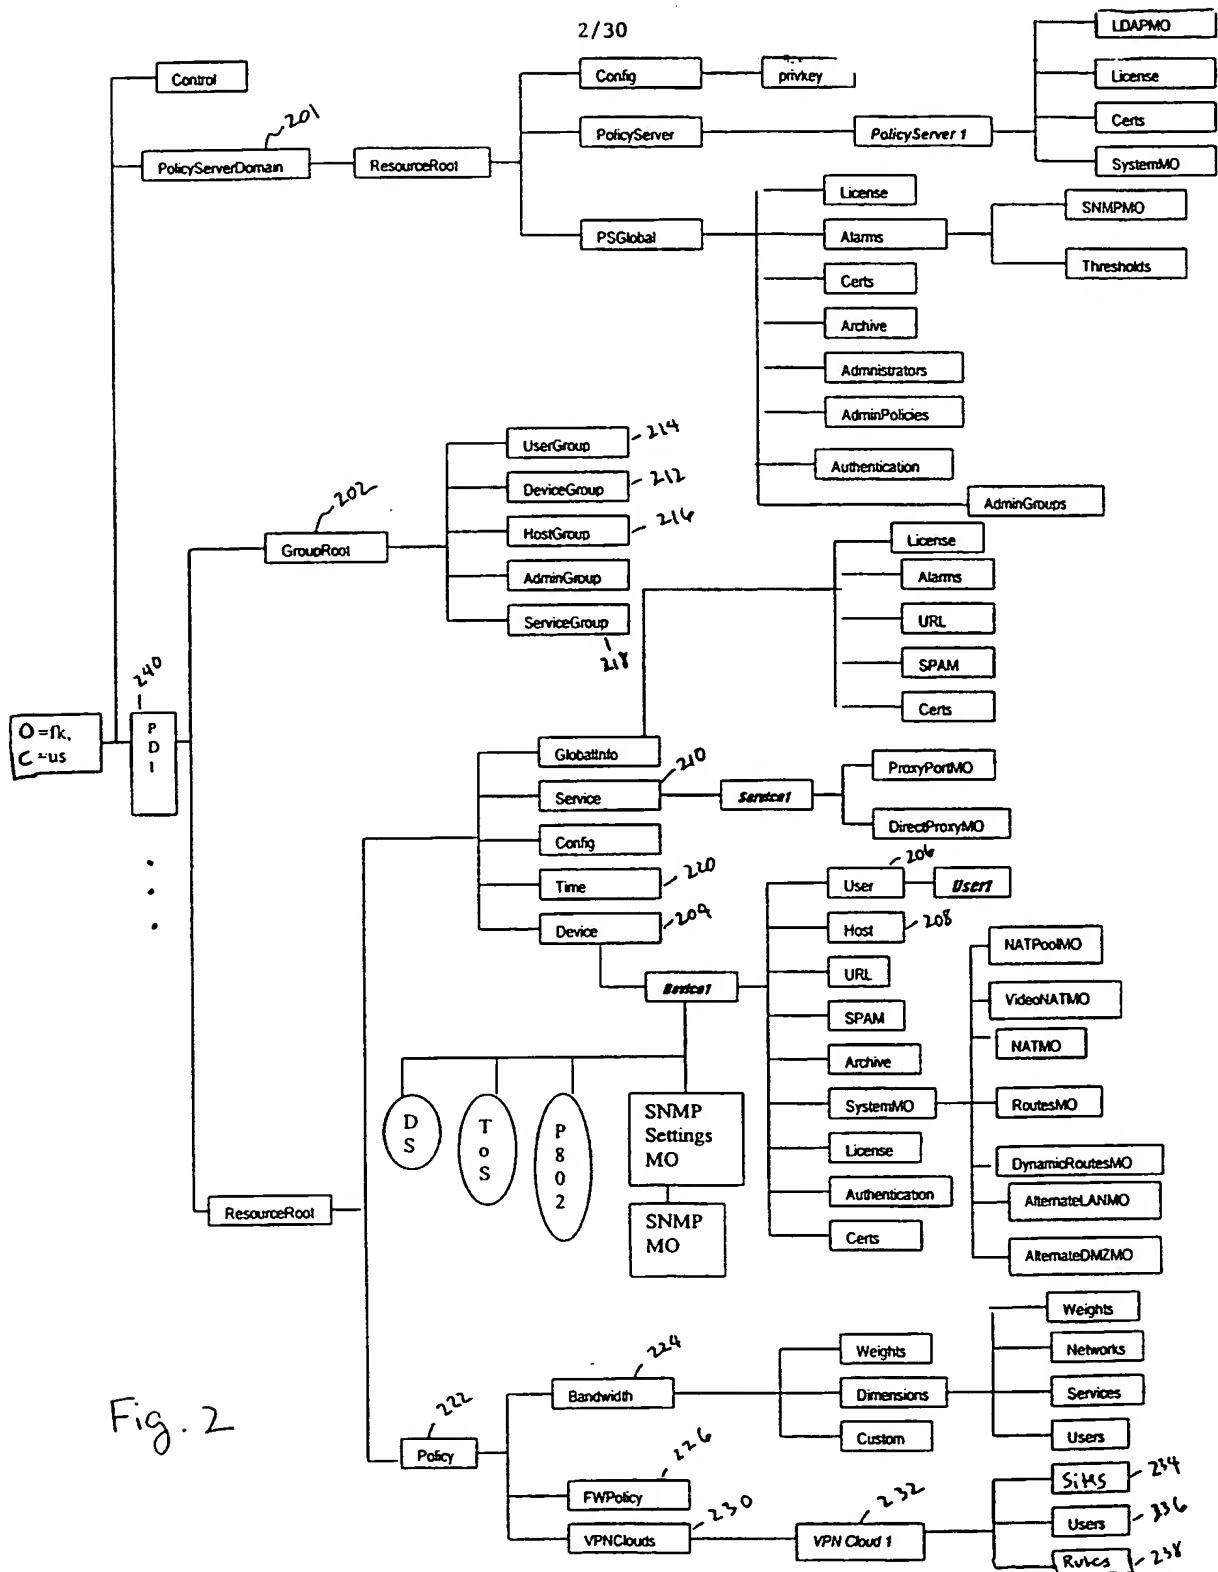 2/30
LDAPMO
Control
Config
privkey
License
201
PolicyServer
PolicyServer 1
Certs
PolicyServerDomain
ResourceRoot
SystemMO
License
SNMPMO
PSGlobal
Alarms
Thresholds
Certs
Archive
Admnistrators
AdminPolicies
UserGroup
214
Authentication
DeviceGroup
212
AdminGroups
202
HostGroup
216
License
GroupRoot
AdminGroup
Alarms
ServiceGroup
URL
218
SPAM
240
Certs
O=fk,
C=us
P
D
I
GlobalInfo
210
ProxyPortMO
Service
Service1
DirectProxyMO
Config
206
Time
220
User
User1
Device
209
Host
208
NATPoolMO
URL
Device1
VideoNATMO
SPAM
NATMO
Archive
DS
ToS
P802
SNMP
Settings
MO
SystemMO
RoutesMO
License
DynamicRoutesMO
Authentication
AlternateLANMO
ResourceRoot
SNMP
MO
Certs
AlternateDMZMO
Weights
224
Weights
Networks
Bandwidth
Dimensions
Services
222
Custom
Users
Fig. 2
Policy
226
Sites
234
FWPolicy
230
232
Users
236
VPNClouds
VPN Cloud 1
Rules
238